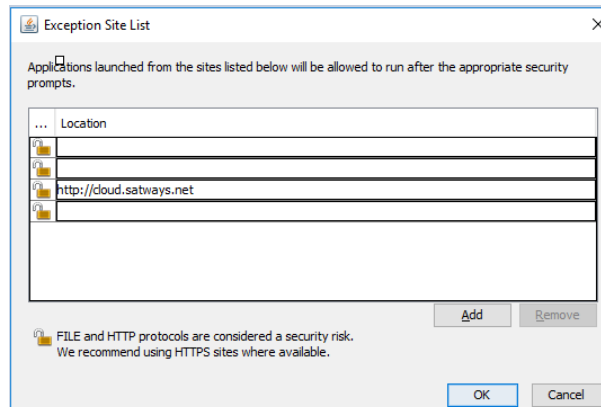 Exception Site List
Applications launched from the sites listed below will be allowed to run after the appropriate security
prompts.
... Location
http://cloud.satways.net
Add Remove
FILE and HTTP protocols are considered a security risk.
We recommend using HTTPS sites where available.
OK Cancel